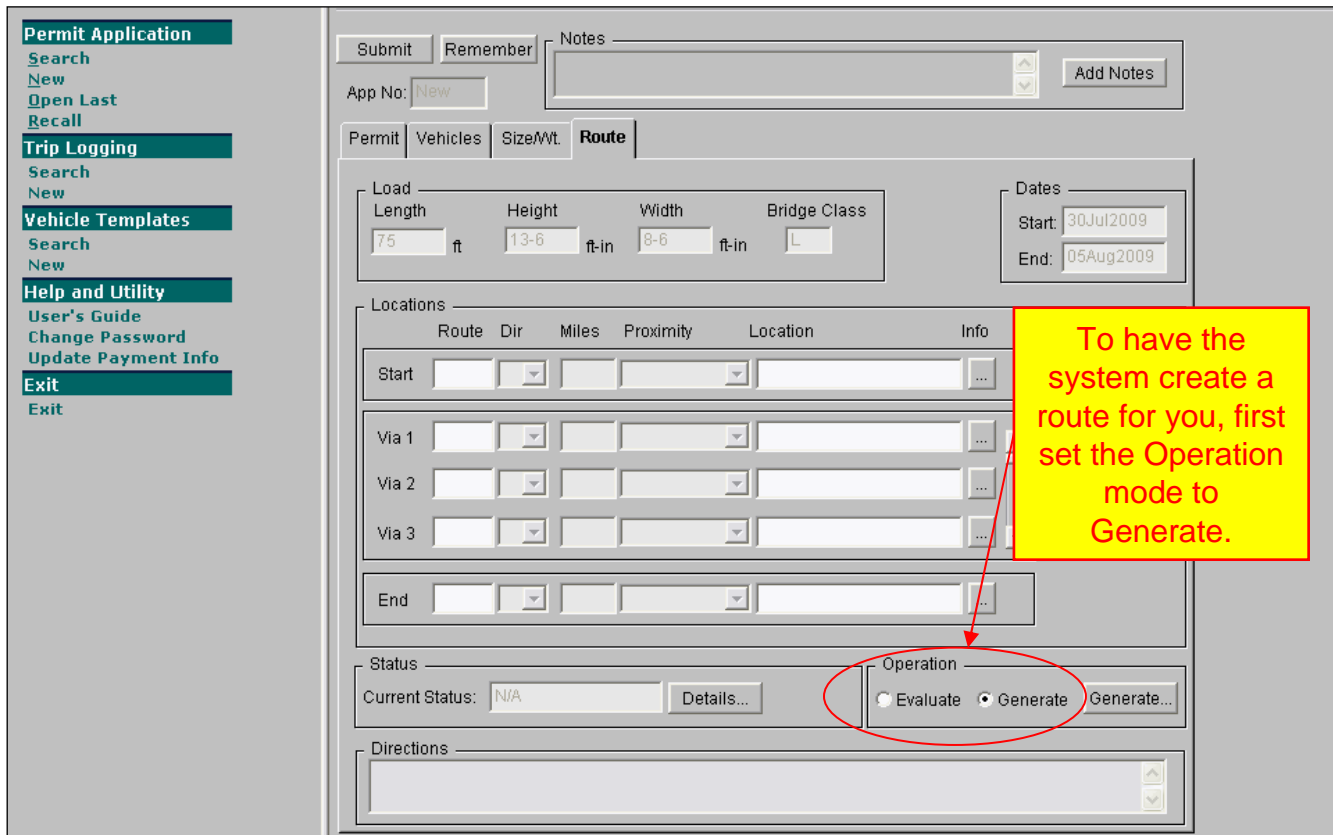 Permit Application
Search
New
Open Last
Recall
Trip Logging
Search
New
Vehicle Templates
Search
New
Help and Utility
User's Guide
Change Password
Update Payment Info
Exit
Exit
Submit Remember Notes
Add Notes
App No: New
Permit Vehicles Size/Wt. Route
Load
Length Height Width Bridge Class
75 ft 13-6 ft-in 8-6 ft-in L
Dates
Start: 30Jul2009
End: 05Aug2009
Locations
Route Dir Miles Proximity Location Info
Start ...
Via 1 ...
Via 2 ...
Via 3 ...
End ...
To have the
system create a
route for you, first
set the Operation
mode to
Generate.
Status
Current Status: N/A Details...
Operation
Evaluate Generate Generate...
Directions